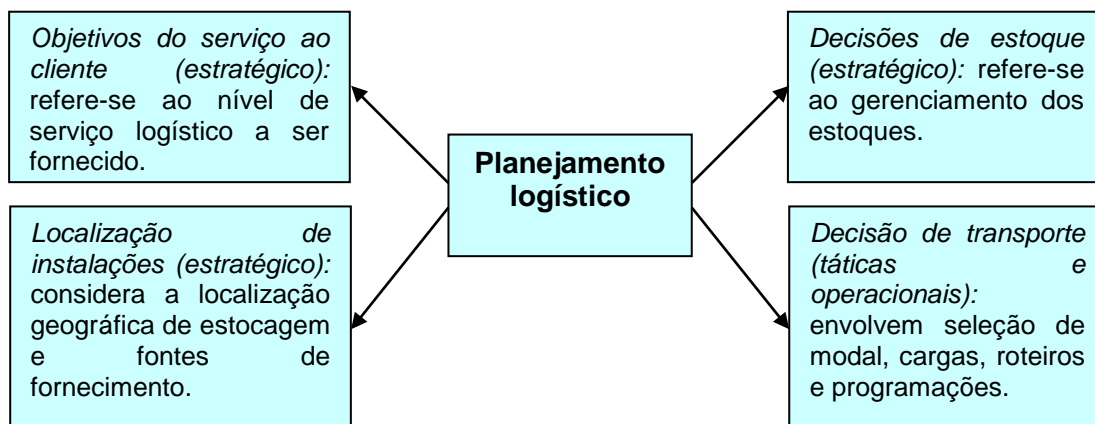 Objetivos do serviço ao
cliente (estratégico):
refere-se ao nível de
serviço logístico a ser
fornecido.
Decisões de estoque
(estratégico): refere-se
ao gerenciamento dos
estoques.
Planejamento
logístico
Localização de
instalações (estratégico):
considera a localização
geográfica de estocagem
e fontes de
fornecimento.
Decisão de transporte
(táticas e
operacionais):
envolvem seleção de
modal, cargas, roteiros
e programações.